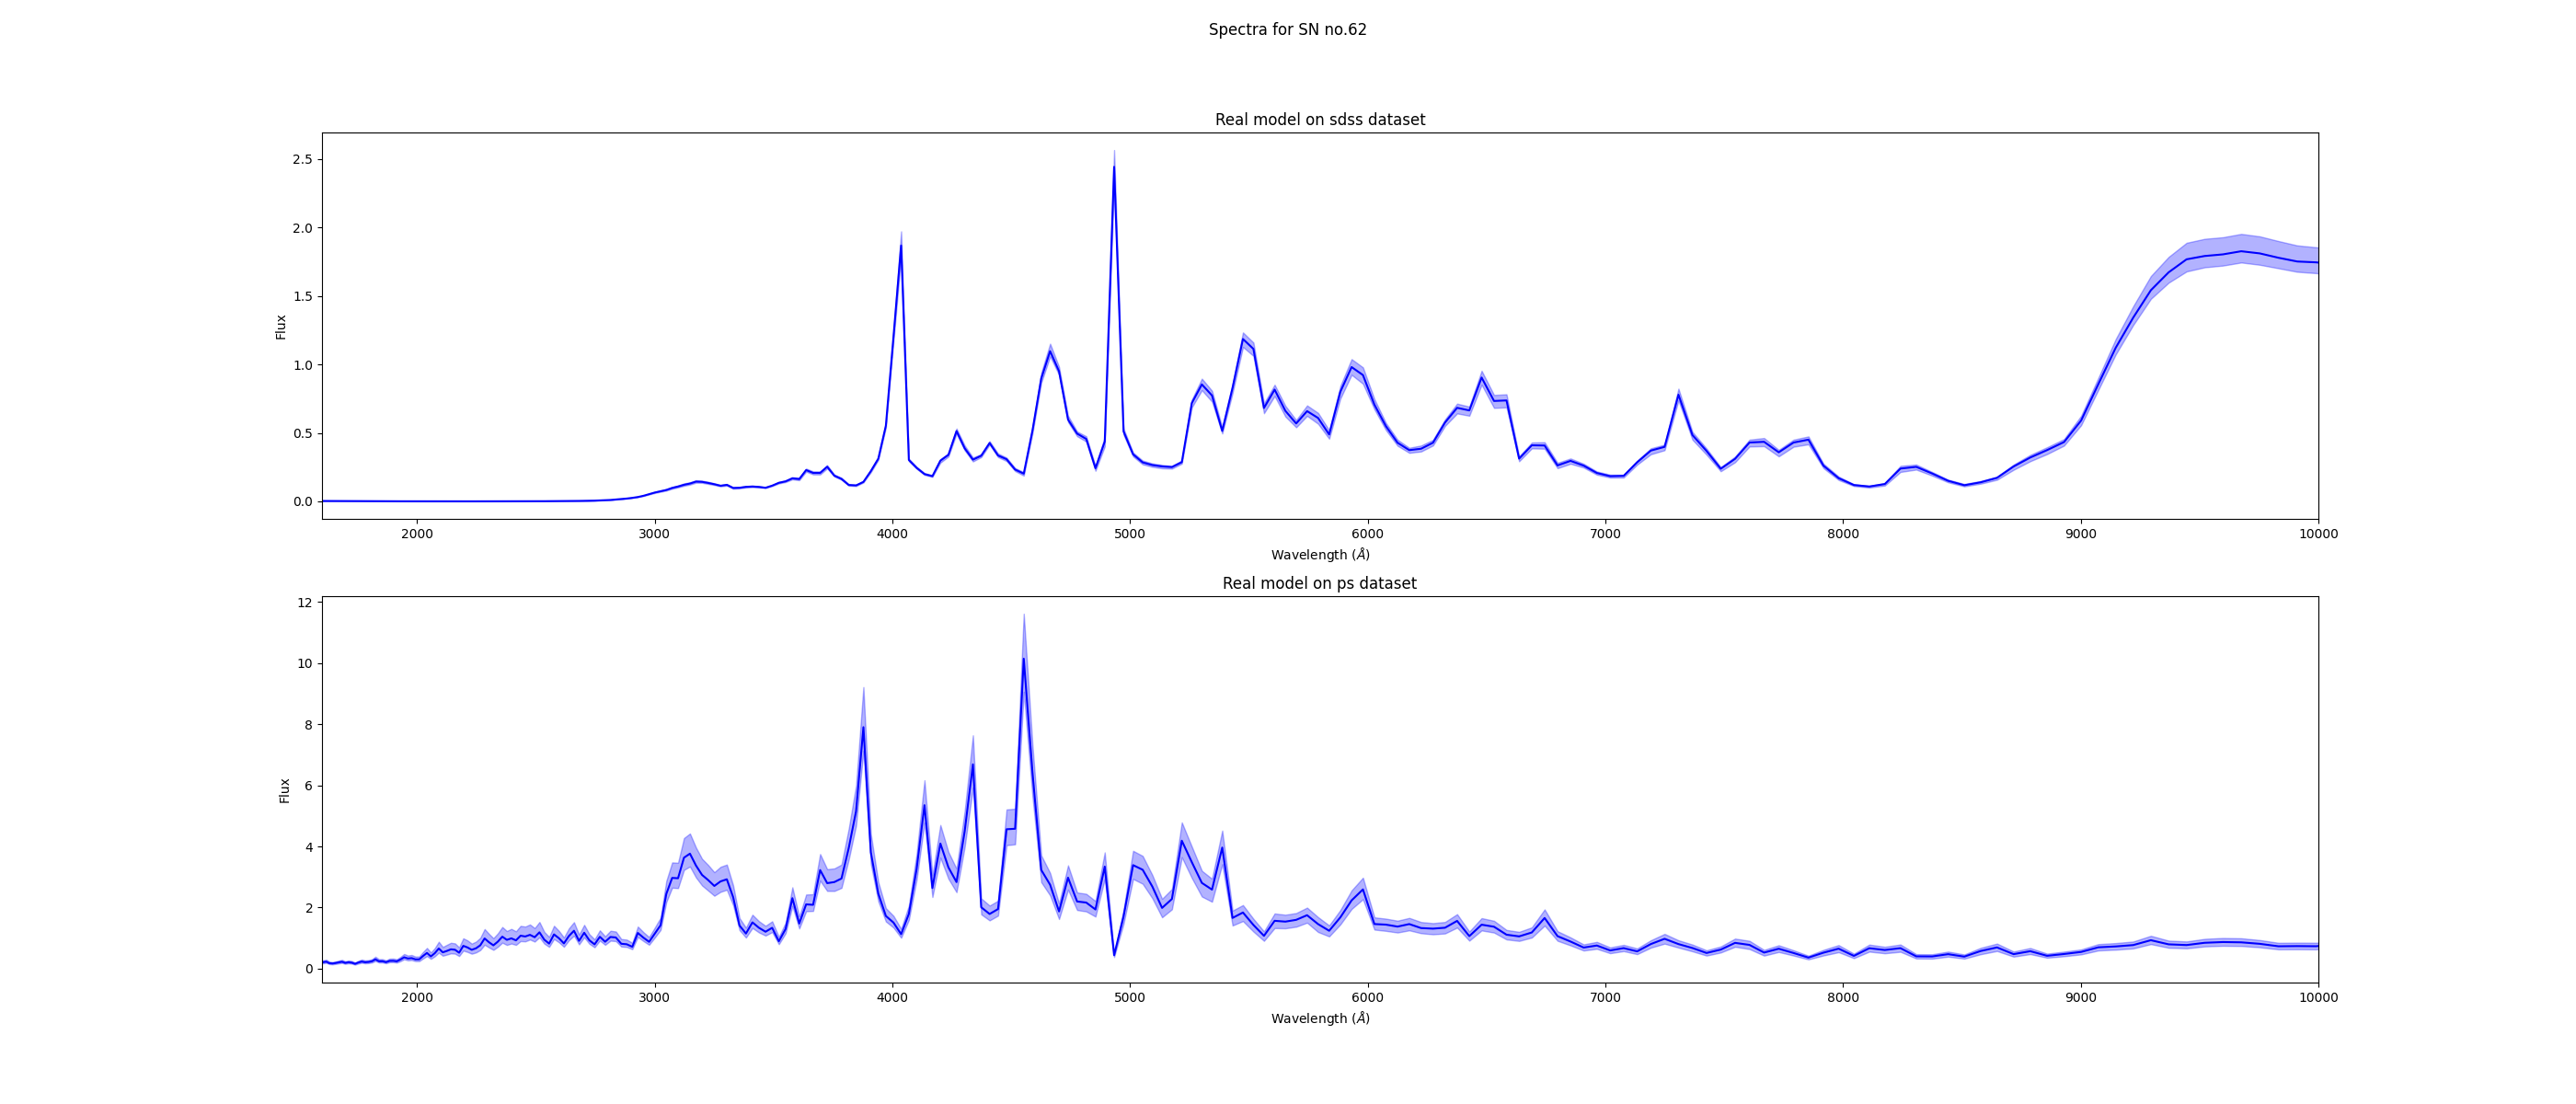 Spectra for SN no.62
Real model on sdss dataset
2.5
2.0
1.5
1.0
0.5
0.0
Flux
2000 3000 4000 5000 6000 7000 8000 9000 10000
Wavelength (Å)
Real model on ps dataset
12
10
8
6
4
2
0
Flux
2000 3000 4000 5000 6000 7000 8000 9000 10000
Wavelength (Å)